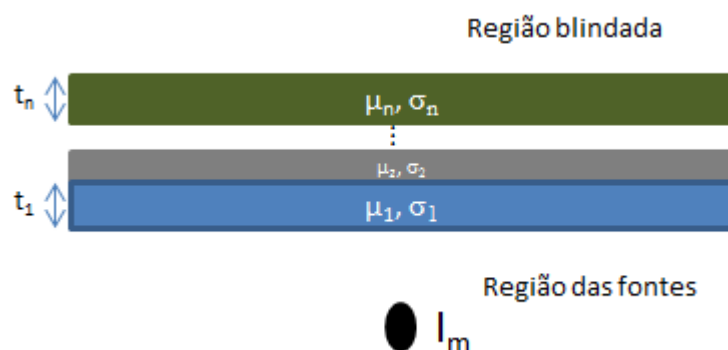 Região blindada
tₙ
μₙ, σₙ
⋮
μ₂, σ₂
t₁
μ₁, σ₁
Região das fontes
Iₘ